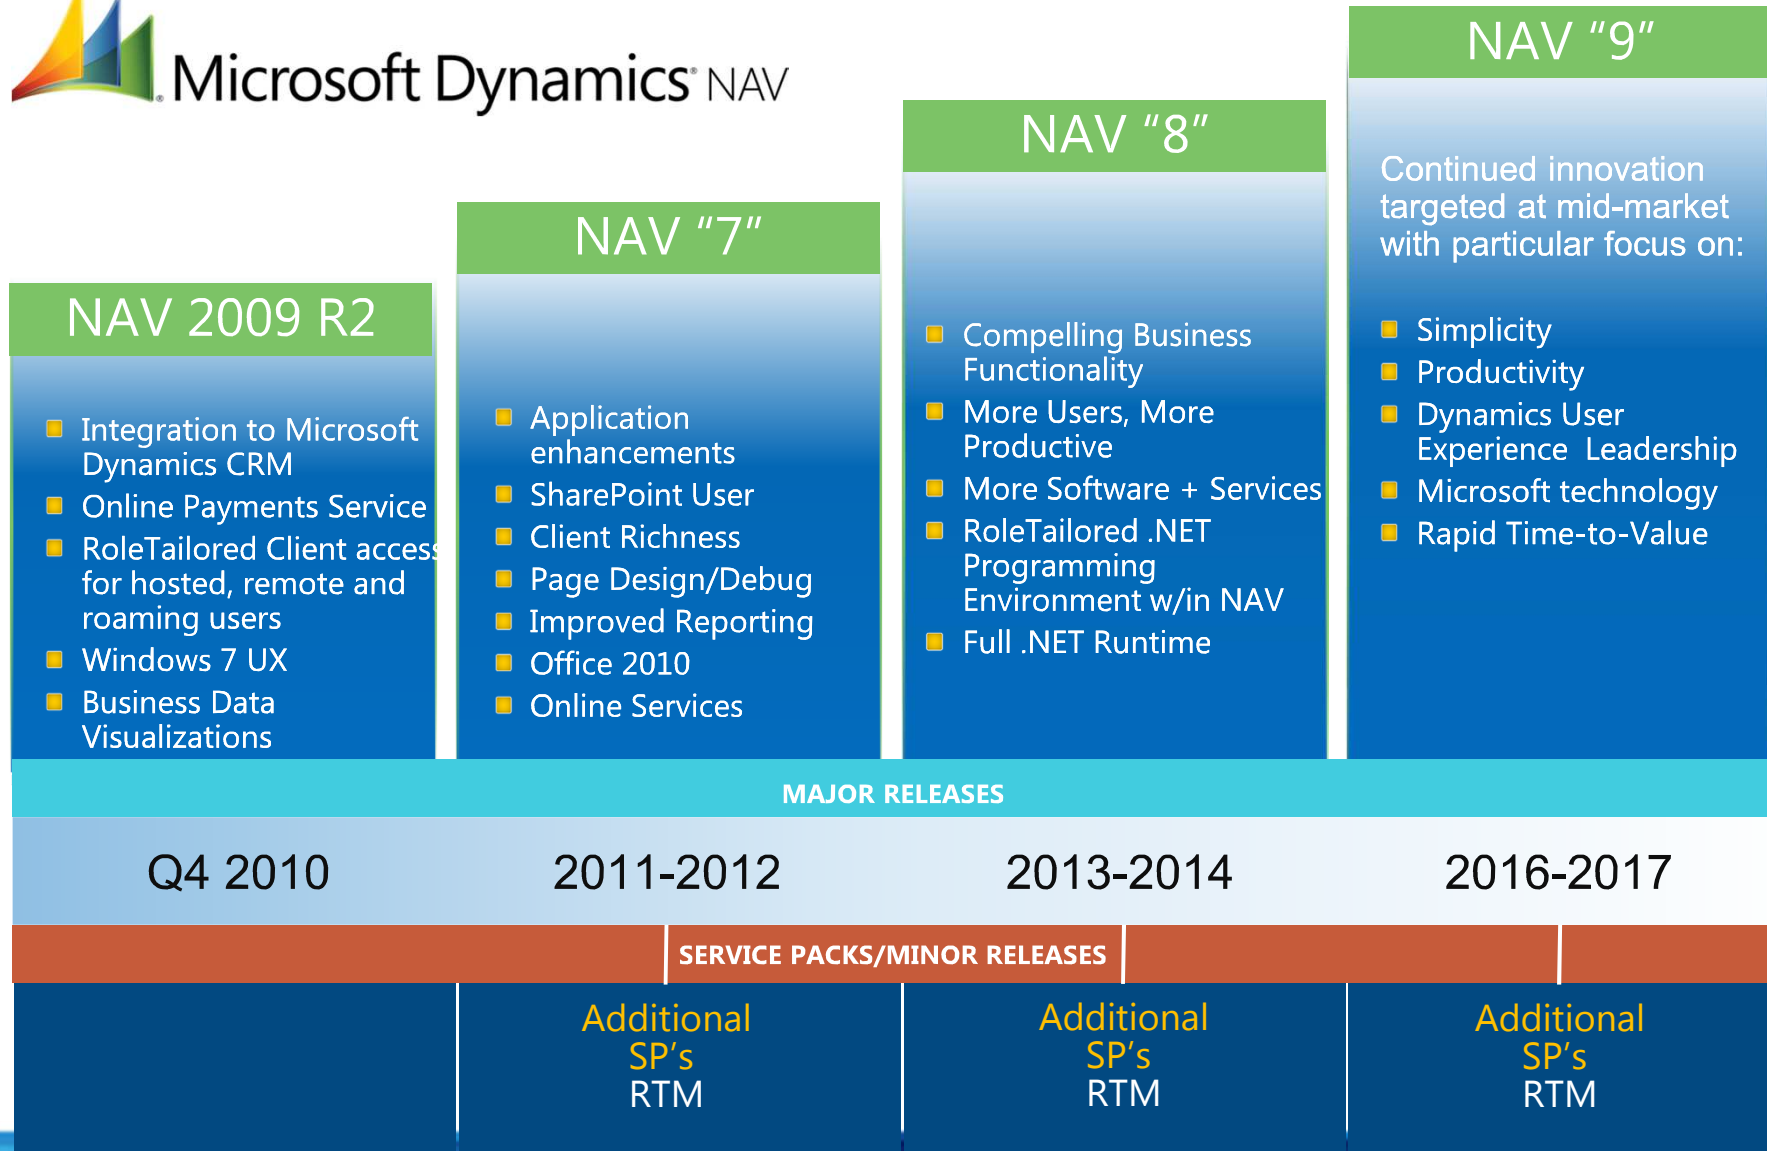 Microsoft Dynamics® NAV
NAV 2009 R2
Integration to Microsoft
Dynamics CRM
Online Payments Service
RoleTailored Client access
for hosted, remote and
roaming users
Windows 7 UX
Business Data
Visualizations
NAV “7”
Application
enhancements
SharePoint User
Client Richness
Page Design/Debug
Improved Reporting
Office 2010
Online Services
NAV “8”
Compelling Business
Functionality
More Users, More
Productive
More Software + Services
RoleTailored .NET
Programming
Environment w/in NAV
Full .NET Runtime
NAV “9”
Continued innovation
targeted at mid-market
with particular focus on:
Simplicity
Productivity
Dynamics User
Experience  Leadership
Microsoft technology
Rapid Time-to-Value
MAJOR RELEASES
Q4 2010
2011-2012
2013-2014
2016-2017
SERVICE PACKS/MINOR RELEASES
Additional
SP’s
RTM
Additional
SP’s
RTM
Additional
SP’s
RTM